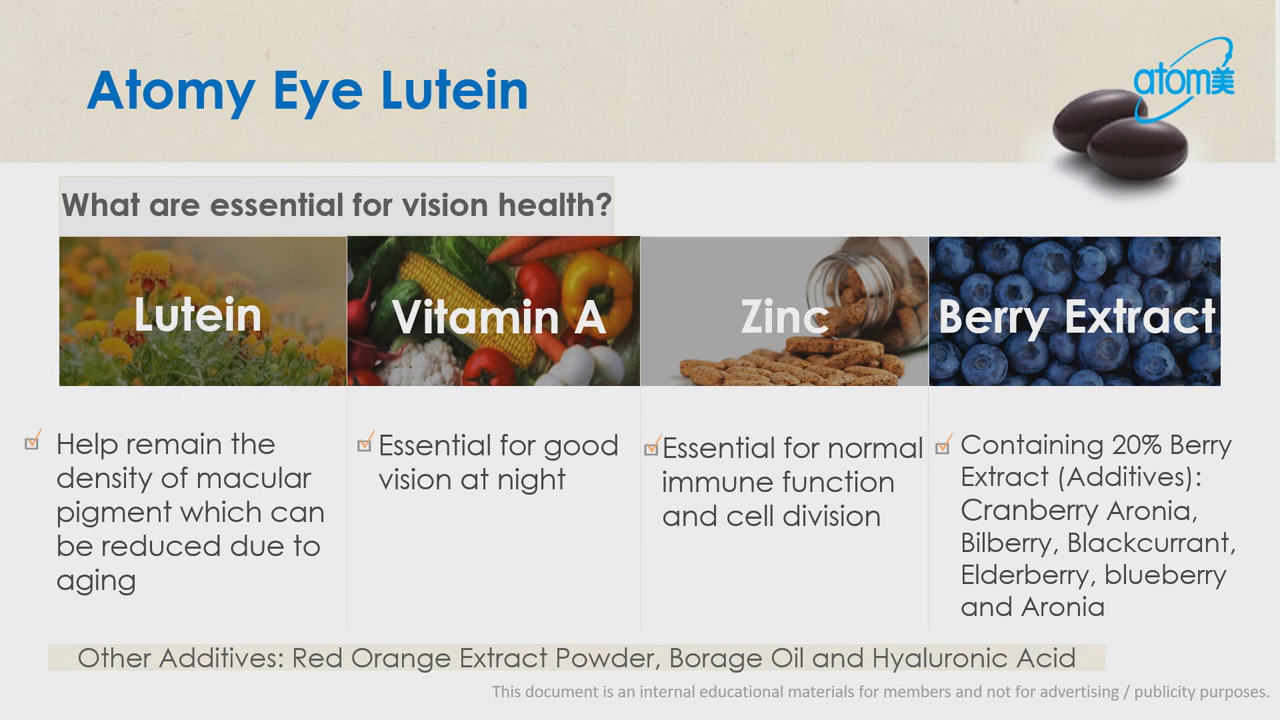 Atomy Eye Lutein
atom美
What are essential for vision health?
Lutein
Vitamin A
Zinc
Berry Extract
Help remain the
density of macular
pigment which can
be reduced due to
aging
Essential for good
vision at night
Essential for normal
immune function
and cell division
Containing 20% Berry
Extract (Additives):
Cranberry Aronia,
Bilberry, Blackcurrant,
Elderberry, blueberry
and Aronia
Other Additives: Red Orange Extract Powder, Borage Oil and Hyaluronic Acid
This document is an internal educational materials for members and not for advertising / publicity purposes.